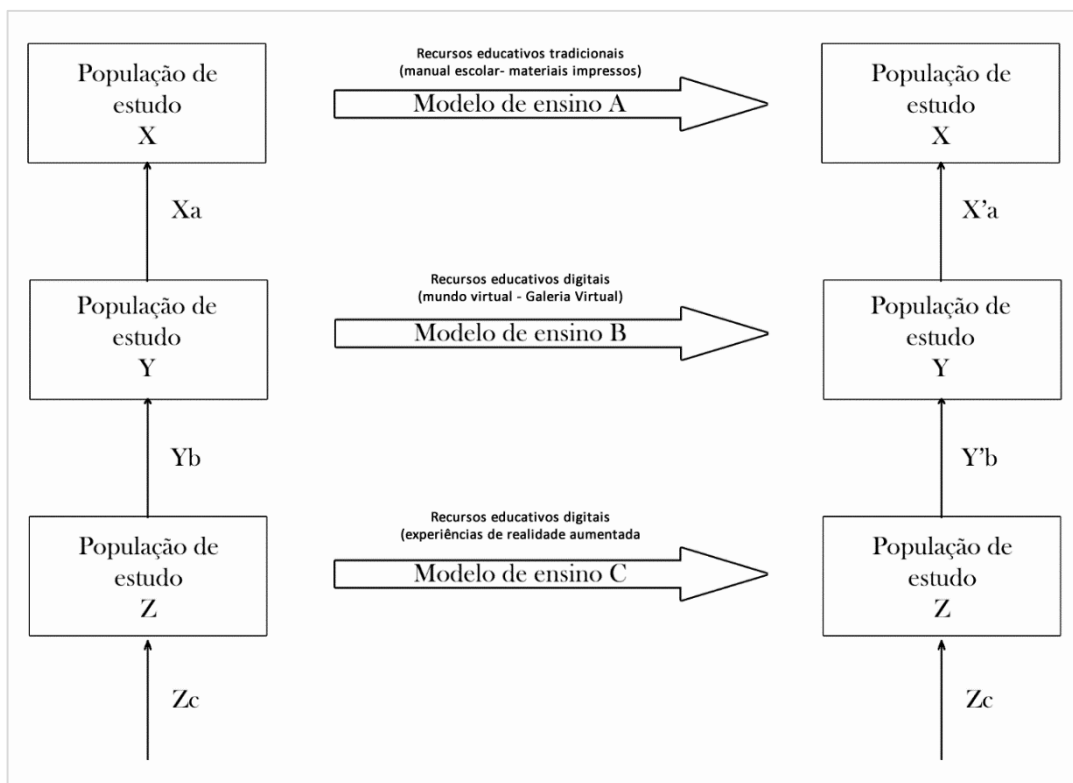 População de
estudo
X
Recursos educativos tradicionais
(manual escolar- materiais impressos)
Modelo de ensino A
População de
estudo
X
Xa
X’a
População de
estudo
Y
Recursos educativos digitais
(mundo virtual - Galeria Virtual)
Modelo de ensino B
População de
estudo
Y
Yb
Y’b
População de
estudo
Z
Recursos educativos digitais
(experiências de realidade aumentada
Modelo de ensino C
População de
estudo
Z
Zc
Zc